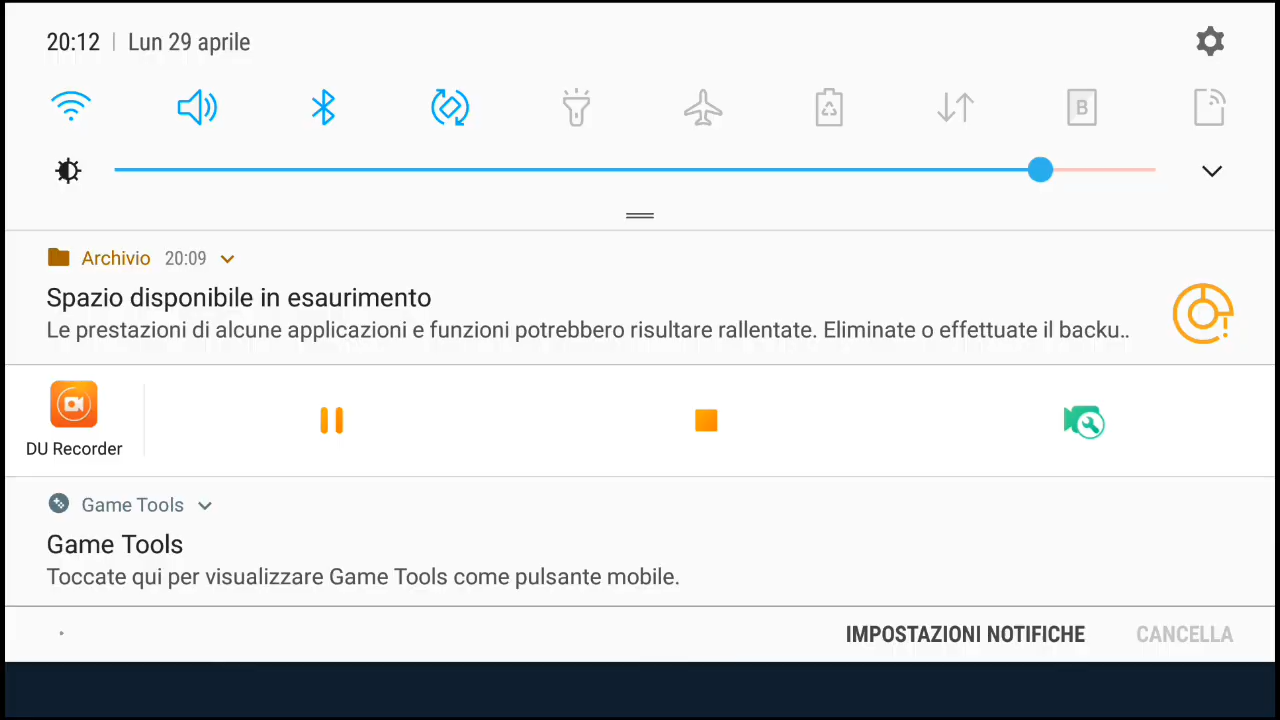 20:12 | Lun 29 aprile
B
Archivio 20:09
Spazio disponibile in esaurimento
Le prestazioni di alcune applicazioni e funzioni potrebbero risultare rallentate. Eliminate o effettuate il backu..
DU Recorder
Game Tools
Game Tools
Toccate qui per visualizzare Game Tools come pulsante mobile.
IMPOSTAZIONI NOTIFICHE CANCELLA